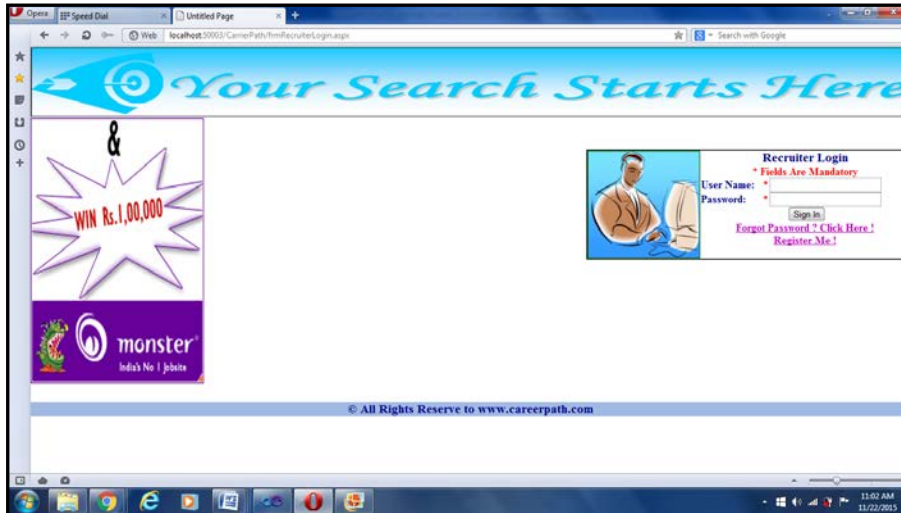 Opera
Speed Dial
Untitled Page
Web
localhost:50003/CarrierPath/frmRecruiterLogin.aspx
Search with Google
Your Search Starts Here
&
WIN Rs.1,00,000
monster
India's No 1 Jobsite
Recruiter Login
* Fields Are Mandatory
User Name: *
Password: *
Sign In
Forgot Password ? Click Here !
Register Me !
© All Rights Reserve to www.careerpath.com
11:02 AM
11/22/2015